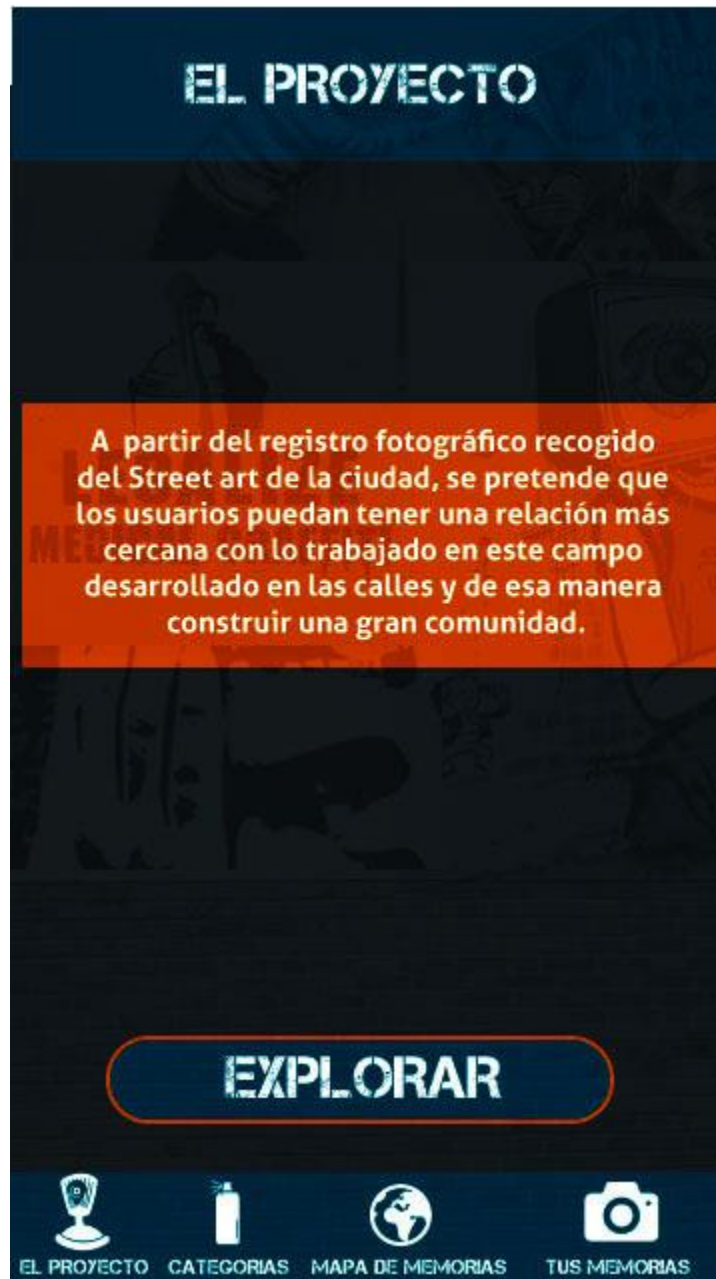 EL PROYECTO
A partir del registro fotográfico recogido
del Street art de la ciudad, se pretende que
los usuarios puedan tener una relación más
cercana con lo trabajado en este campo
desarrollado en las calles y de esa manera
construir una gran comunidad.
EXPLORAR
EL PROYECTO CATEGORIAS MAPA DE MEMORIAS TUS MEMORIAS